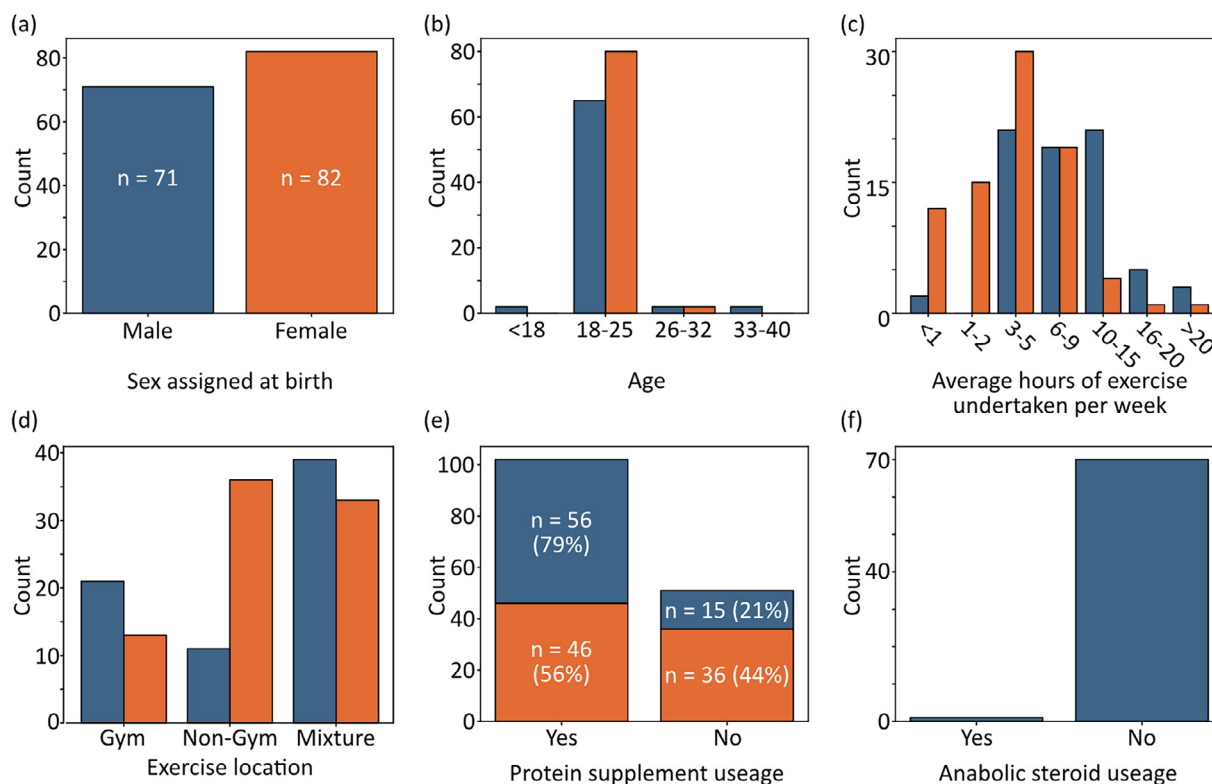 (a)
80
60
40
20
0
Count
n = 71
n = 82
Male
Female
Sex assigned at birth
(b)
80
60
40
20
0
Count
<18
18-25
26-32
33-40
Age
(c)
30
15
0
Count
<1
1-2
3-5
6-9
10-15
16-20
>20
Average hours of exercise
undertaken per week
(d)
40
30
20
10
0
Count
Gym
Non-Gym
Mixture
Exercise location
(e)
100
80
60
40
20
0
Count
n = 56
(79%)
n = 46
(56%)
n = 15 (21%)
n = 36 (44%)
Yes
No
Protein supplement useage
(f)
70
40
0
Count
Yes
No
Anabolic steroid useage